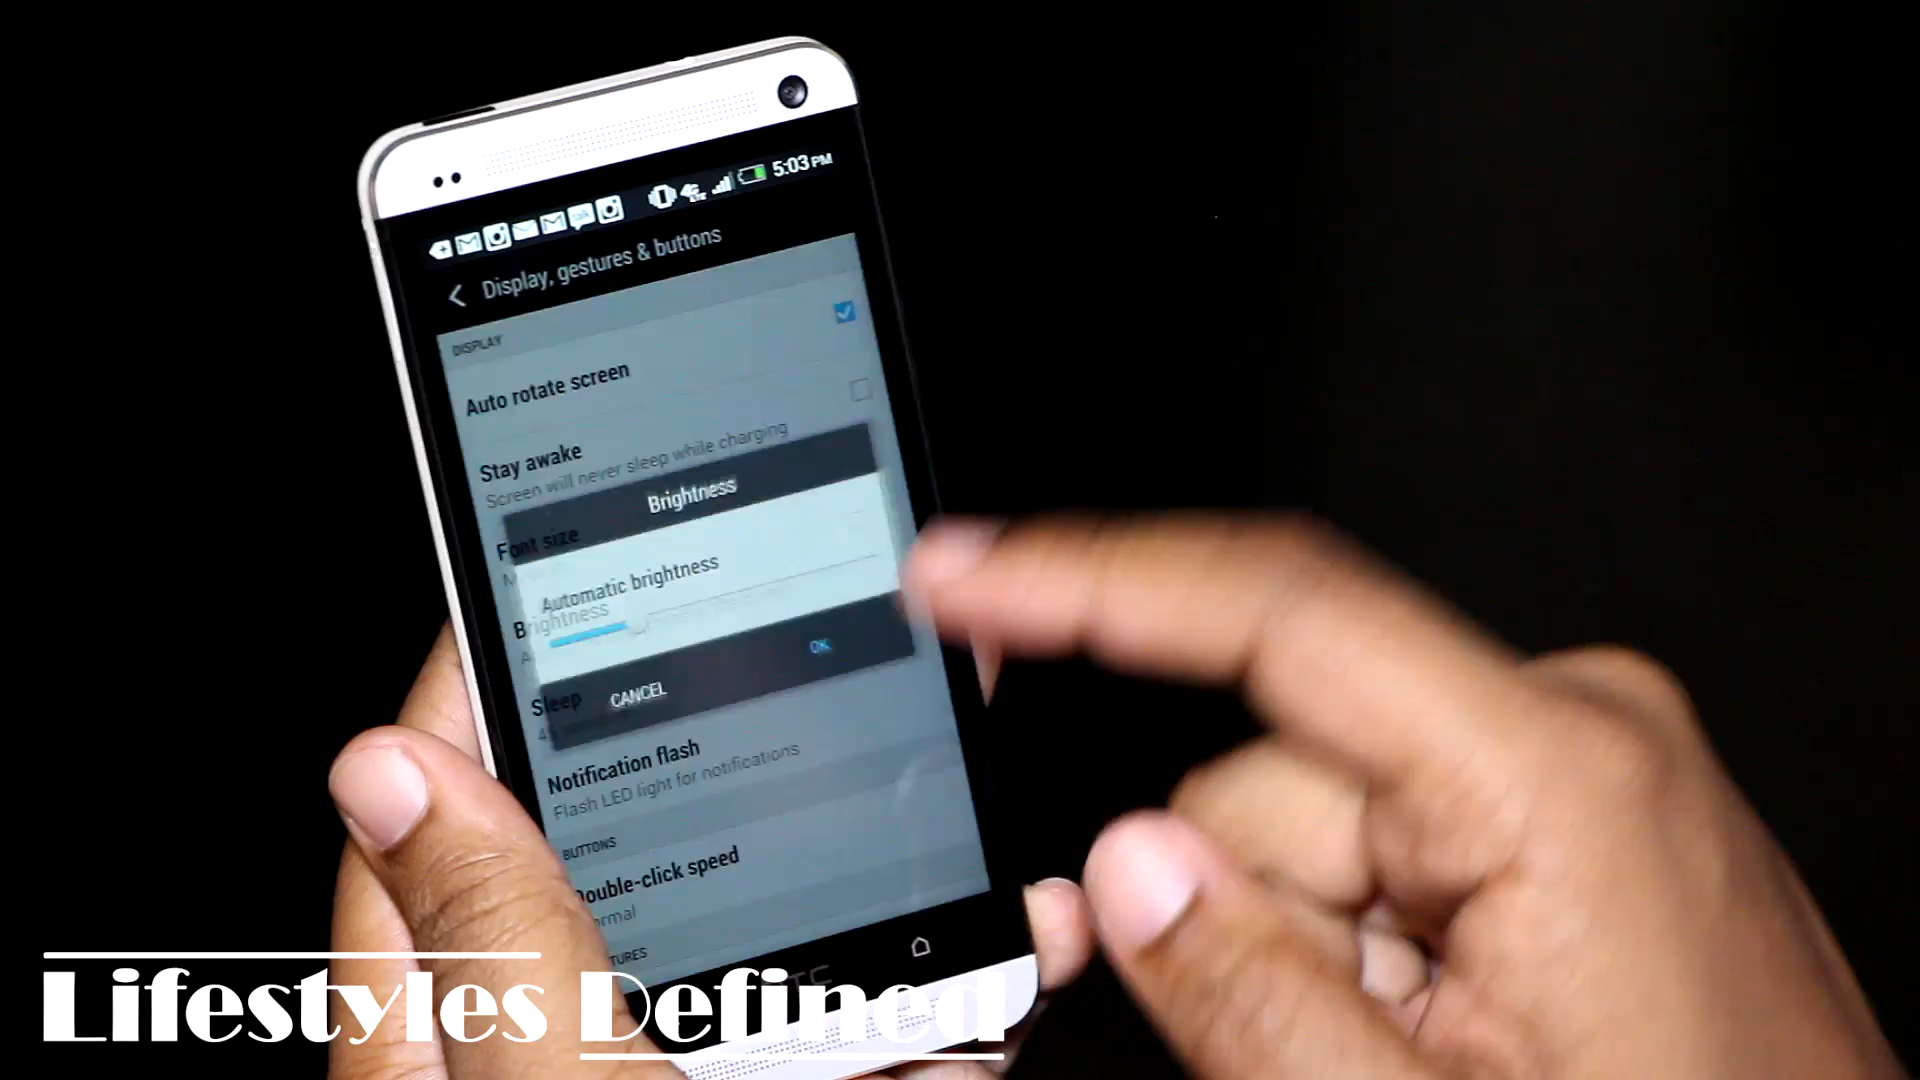 5:03 PM
Display, gestures & buttons
DISPLAY
Auto rotate screen
Stay awake
Screen will never sleep while charging
Brightness
Font size
Automatic brightness
Brightness
OK
CANCEL
Sleep
Notification flash
Flash LED light for notifications
BUTTONS
Double-click speed
Lifestyles Defined